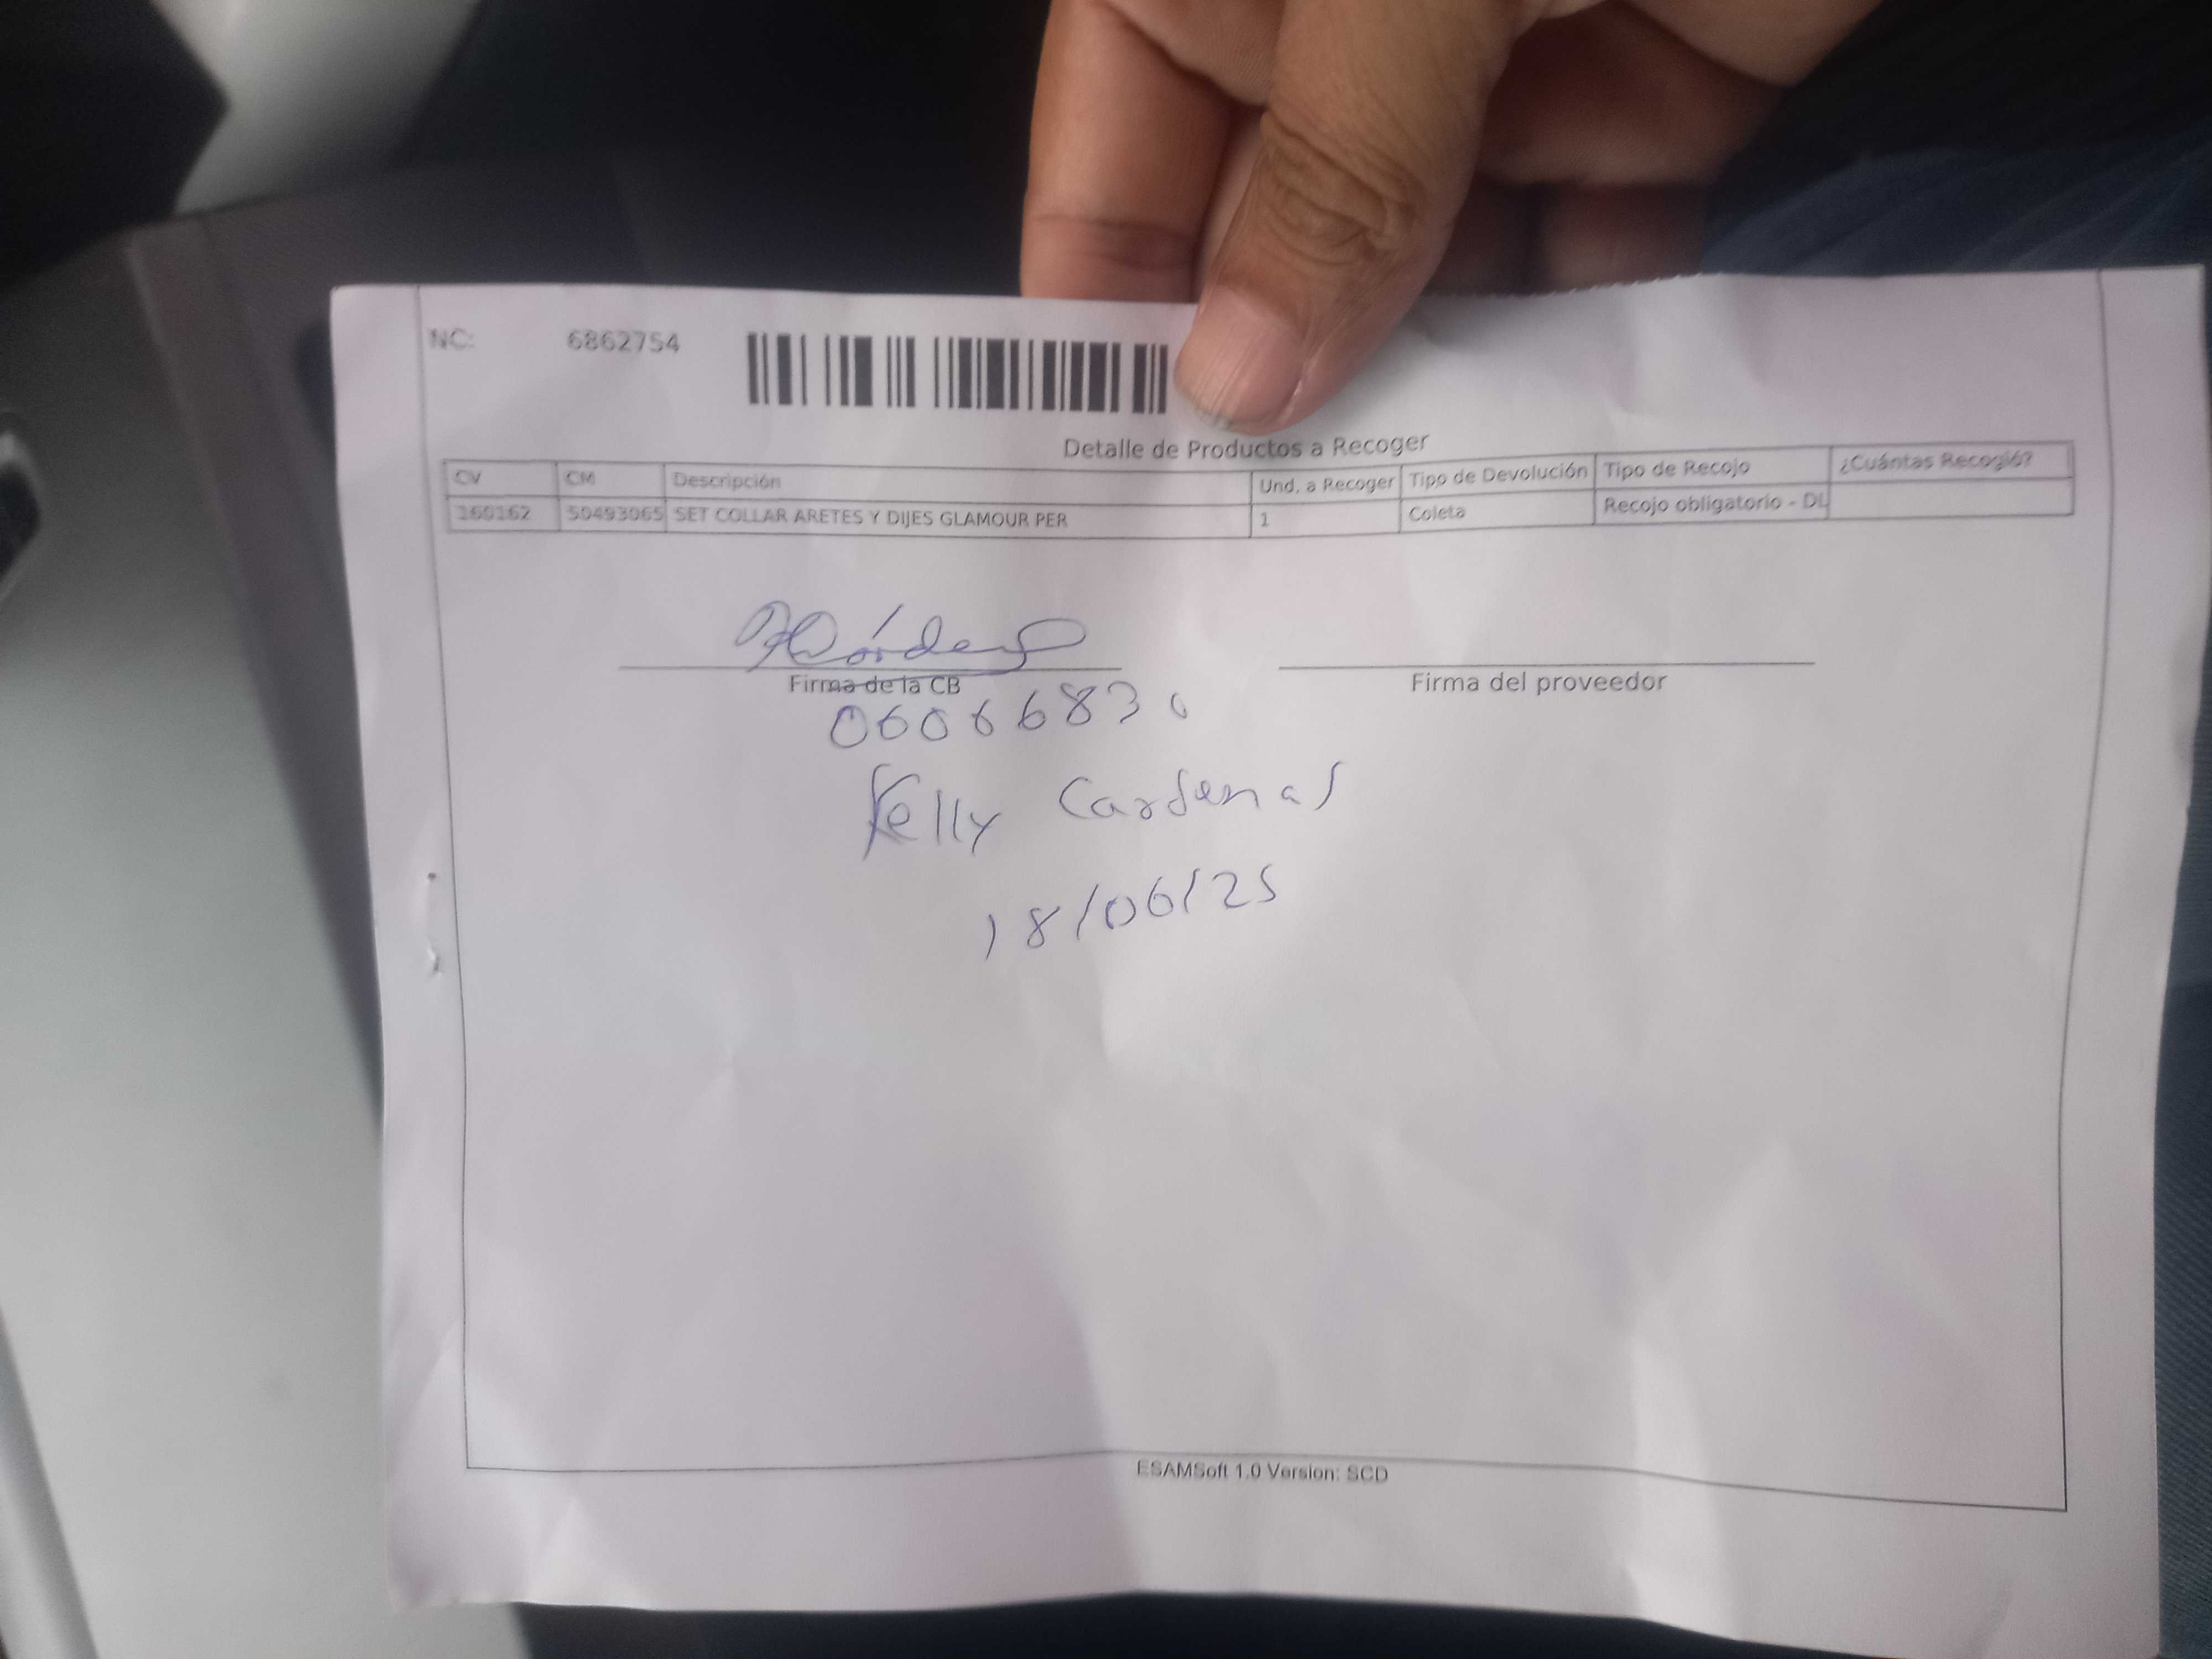 NC: 6862754
Detalle de Productos a Recoger
CV CM Descripción Und. a Recoger Tipo de Devolución Tipo de Recojo ¿Cuántas Recogió?
160162 50493065 SET COLLAR ARETES Y DIJES GLAMOUR PER 1 Coleta Recojo obligatorio - DL
Firma de la CB Firma del proveedor
06066830
Kelly Cardenas
18/06/25
ESAMSoft 1.0 Version: SCD